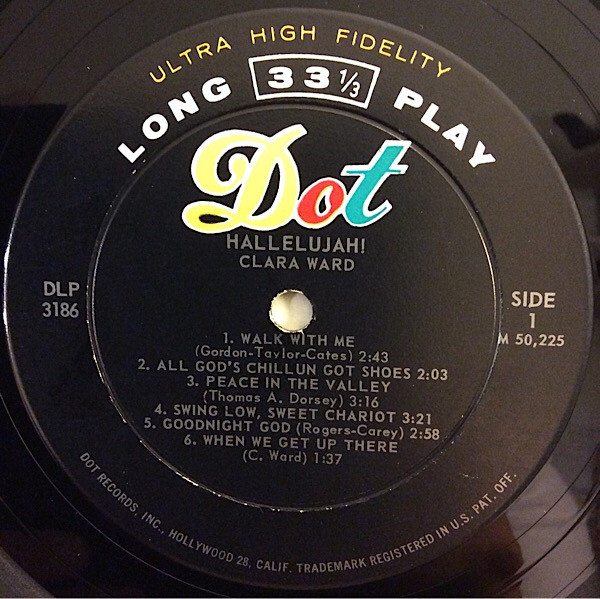 ULTRA HIGH FIDELITY
LONG 33 1/3 PLAY
Dot
HALLELUJAH!
CLARA WARD
DLP
3186
SIDE
1
M 50,225
1. WALK WITH ME
(Gordon-Taylor-Cates) 2:43
2. ALL GOD'S CHILLUN GOT SHOES 2:03
3. PEACE IN THE VALLEY
(Thomas A. Dorsey) 3:16
4. SWING LOW, SWEET CHARIOT 3:21
5. GOODNIGHT GOD (Rogers-Carey) 2:58
6. WHEN WE GET UP THERE
(C. Ward) 1:37
DOT RECORDS, INC., HOLLYWOOD 28, CALIF. TRADEMARK REGISTERED IN U.S. PAT. OFF.